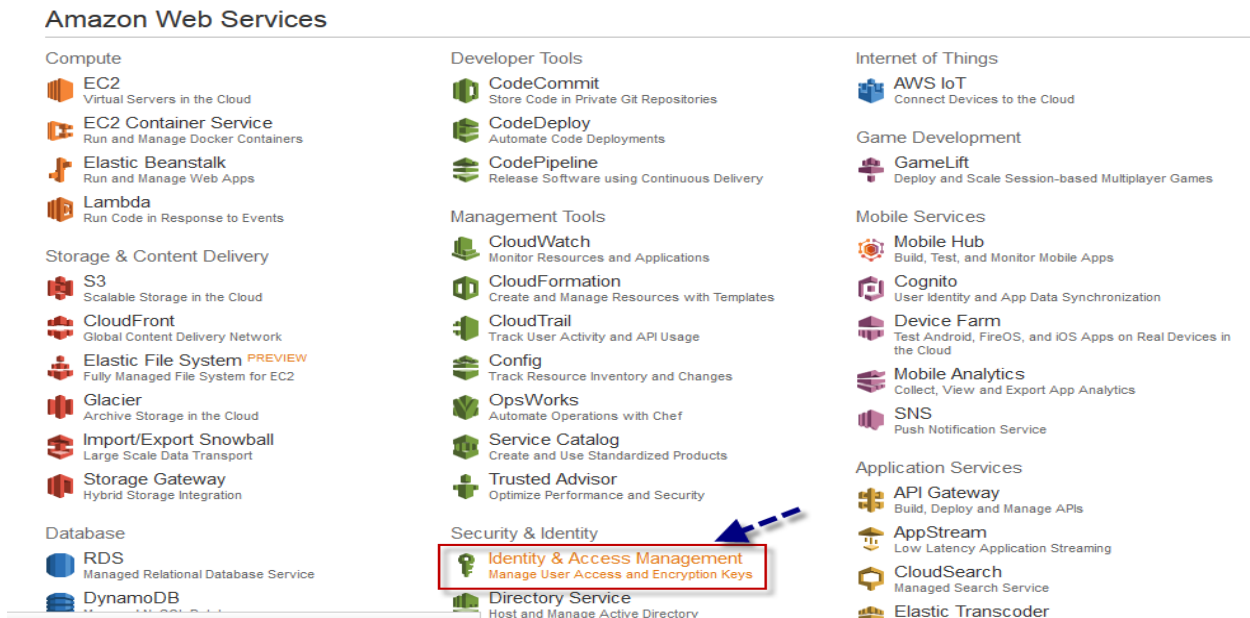 Amazon Web Services
Compute
EC2
Virtual Servers in the Cloud
EC2 Container Service
Run and Manage Docker Containers
Elastic Beanstalk
Run and Manage Web Apps
Lambda
Run Code in Response to Events
Storage & Content Delivery
S3
Scalable Storage in the Cloud
CloudFront
Global Content Delivery Network
Elastic File System PREVIEW
Fully Managed File System for EC2
Glacier
Archive Storage in the Cloud
Import/Export Snowball
Large Scale Data Transport
Storage Gateway
Hybrid Storage Integration
Database
RDS
Managed Relational Database Service
DynamoDB
Developer Tools
CodeCommit
Store Code in Private Git Repositories
CodeDeploy
Automate Code Deployments
CodePipeline
Release Software using Continuous Delivery
Management Tools
CloudWatch
Monitor Resources and Applications
CloudFormation
Create and Manage Resources with Templates
CloudTrail
Track User Activity and API Usage
Config
Track Resource Inventory and Changes
OpsWorks
Automate Operations with Chef
Service Catalog
Create and Use Standardized Products
Trusted Advisor
Optimize Performance and Security
Security & Identity
Identity & Access Management
Manage User Access and Encryption Keys
Directory Service
Host and Manage Active Directory
Internet of Things
AWS IoT
Connect Devices to the Cloud
Game Development
GameLift
Deploy and Scale Session-based Multiplayer Games
Mobile Services
Mobile Hub
Build, Test, and Monitor Mobile Apps
Cognito
User Identity and App Data Synchronization
Device Farm
Test Android, FireOS, and iOS Apps on Real Devices in
the Cloud
Mobile Analytics
Collect, View and Export App Analytics
SNS
Push Notification Service
Application Services
API Gateway
Build, Deploy and Manage APIs
AppStream
Low Latency Application Streaming
CloudSearch
Managed Search Service
Elastic Transcoder